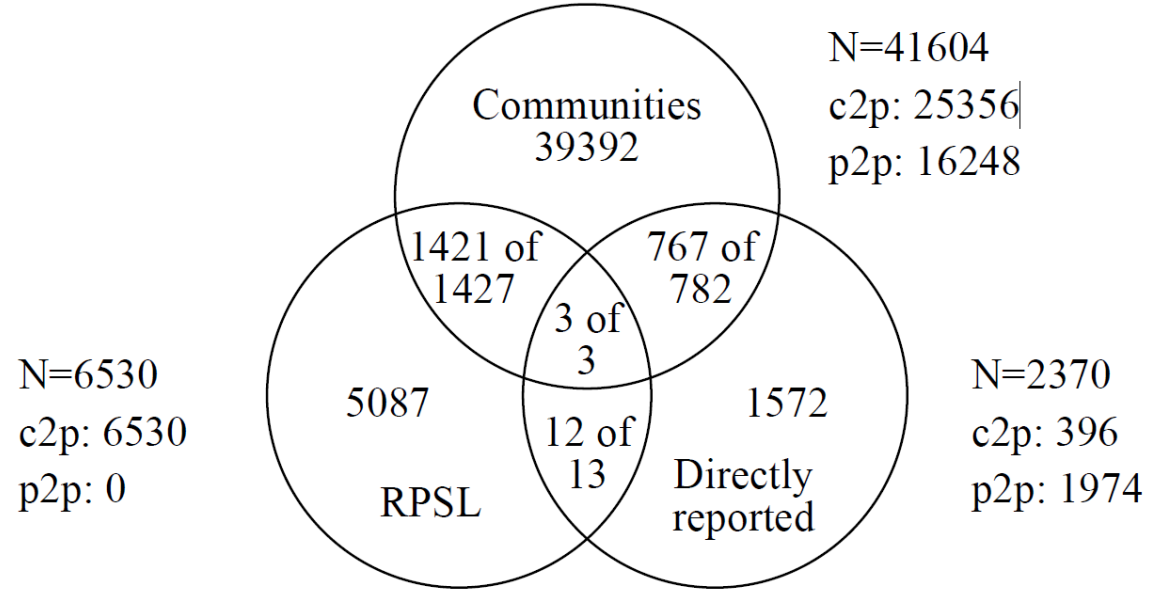 N=41604
c2p: 25356
p2p: 16248
Communities
39392
1421 of
1427
767 of
782
3 of
3
N=6530
c2p: 6530
p2p: 0
5087
RPSL
12 of
13
1572
Directly
reported
N=2370
c2p: 396
p2p: 1974